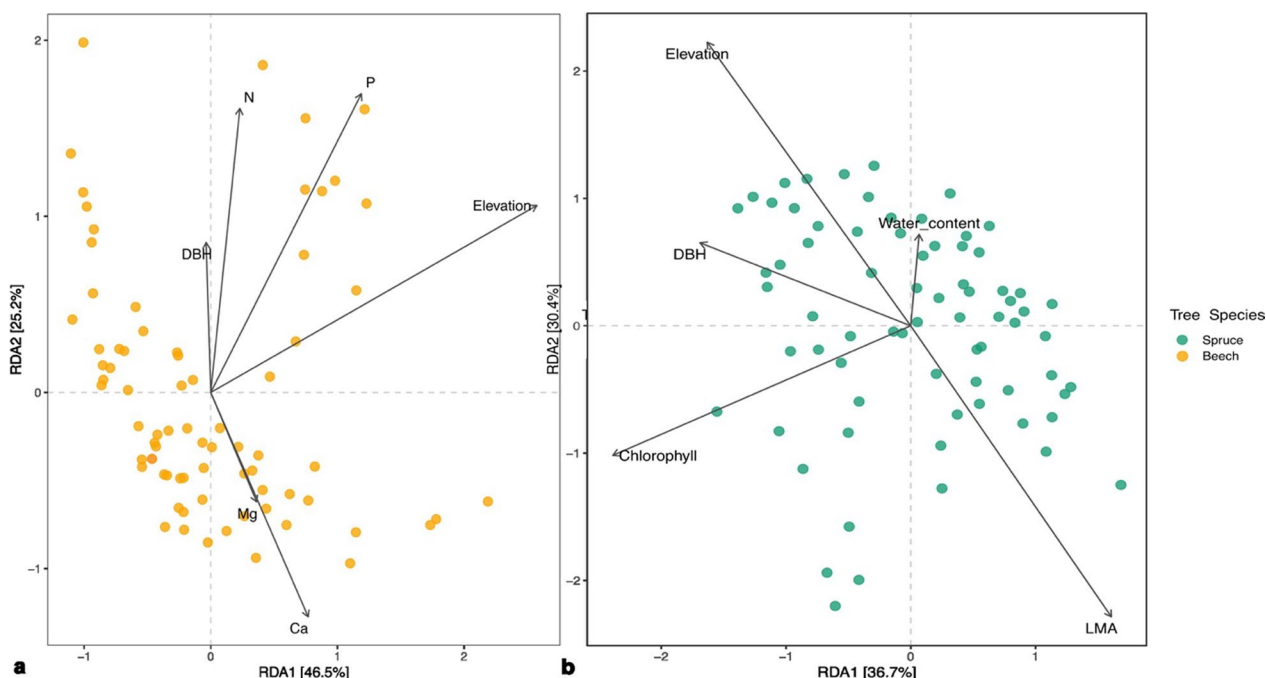 2
1
0
−1
−1
0
1
2
RDA2 [25.2%]
RDA1 [46.5%]
N
P
Elevation
DBH
Mg
Ca
a
2
1
0
−1
−2
−2
−1
0
1
RDA2 [30.4%]
RDA1 [36.7%]
Elevation
Water_content
DBH
Chlorophyll
LMA
b
Tree Species
Spruce
Beech